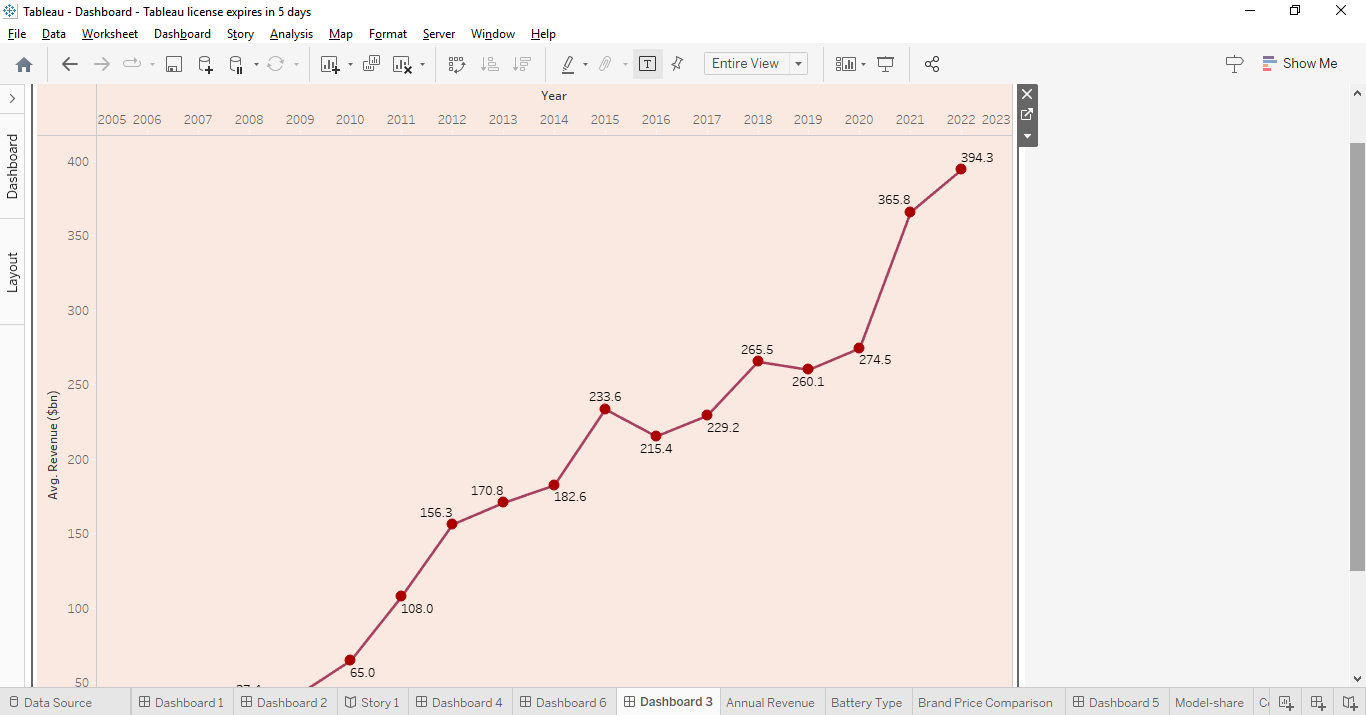 Tableau - Dashboard - Tableau license expires in 5 days
File Data Worksheet Dashboard Story Analysis Map Format Server Window Help
Entire View
Show Me
Dashboard
Layout
Year
2005 2006 2007 2008 2009 2010 2011 2012 2013 2014 2015 2016 2017 2018 2019 2020 2021 2022 2023
Avg. Revenue ($bn)
400
350
300
250
200
150
100
50
394.3
365.8
265.5
274.5
260.1
233.6
229.2
215.4
170.8
182.6
156.3
108.0
65.0
Data Source Dashboard 1 Dashboard 2 Story 1 Dashboard 4 Dashboard 6 Dashboard 3 Annual Revenue Battery Type Brand Price Comparison Dashboard 5 Model-share